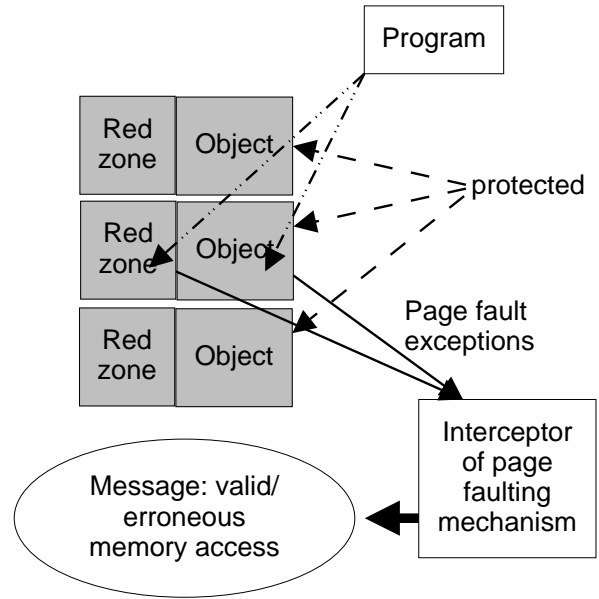 Program
Red
zone
Object
protected
Red
zone
Object
Page fault
exceptions
Red
zone
Object
Interceptor
of page
faulting
mechanism
Message: valid/
erroneous
memory access